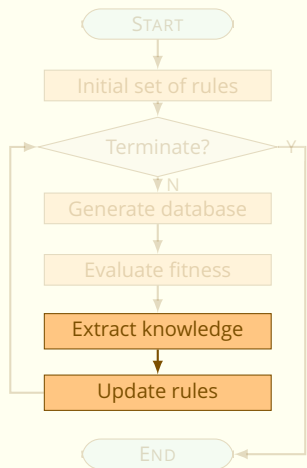 START
Initial set of rules
Terminate?
Y
N
Generate database
Evaluate fitness
Extract knowledge
Update rules
END